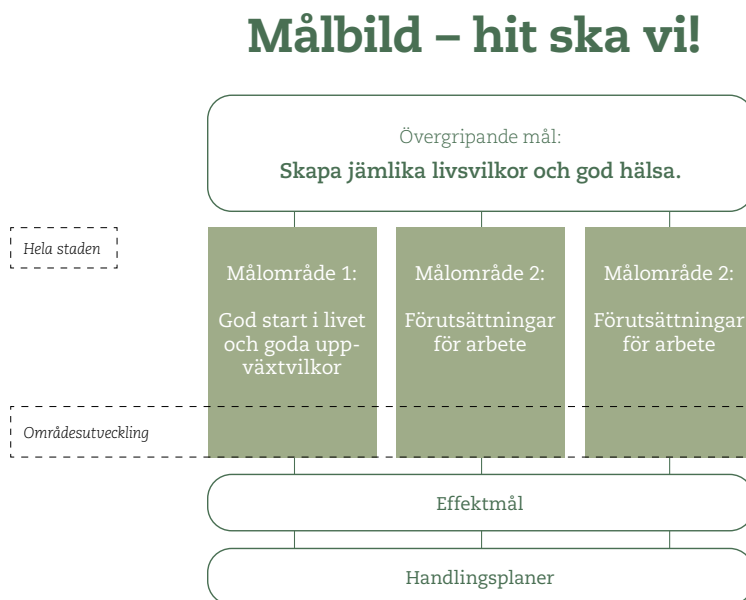 Målbild – hit ska vi!
Övergripande mål:
Skapa jämlika livsvilkor och god hälsa.
Hela staden
Målområde 1:
God start i livet
och goda upp-
växtvilkor
Målområde 2:
Förutsättningar
för arbete
Målområde 2:
Förutsättningar
för arbete
Områdesutveckling
Effektmål
Handlingsplaner